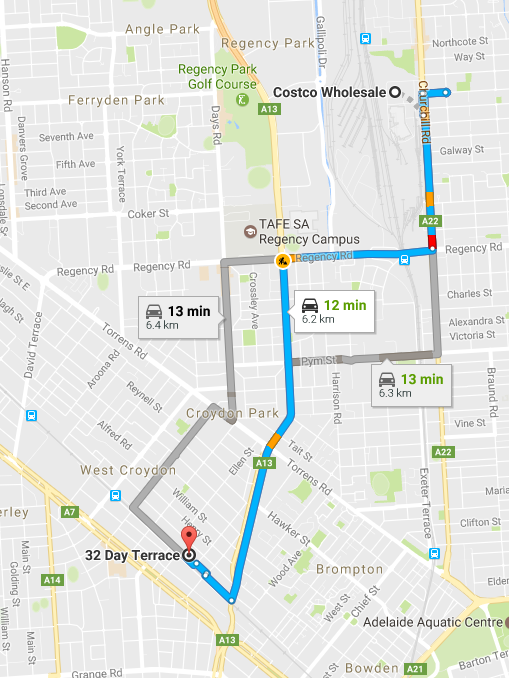 Angle Park
Regency Park
Northcote St
Way St
Gallipoli Dr
Hanson Rd
Regency Park
Golf Course
Costco Wholesale
Churchill Rd
Ferryden Park
A13
Days Rd
Danvers Grove
York Terrace
Seventh Ave
Fifth Ave
Galway St
Third Ave
Second Ave
Coker St
A22
TAFE SA
Regency Campus
Regency Rd
Regency Rd
Regency Rd
Regency Rd
Crossley Ave
Charles St
13 min
6.4 km
12 min
6.2 km
Alexandra St
Victoria St
David Terrace
Torrens Rd
Pym St
Aroona Rd
13 min
6.3 km
Harrison Rd
Braund Rd
Reynell St
Croydon Park
Vine St
Alfred Rd
Tait St
Ellen St
A22
A13
Torrens Rd
West Croydon
Exeter Terrace
William St
Henry St
A7
Hawker St
Clifton St
32 Day Terrace
Main St
Golding St
Wood Ave
Brompton
A14
West St
Chief St
William St
Main St
Adelaide Aquatic Centre
A13
Bowden
A21
Grange Rd
Barton Ter